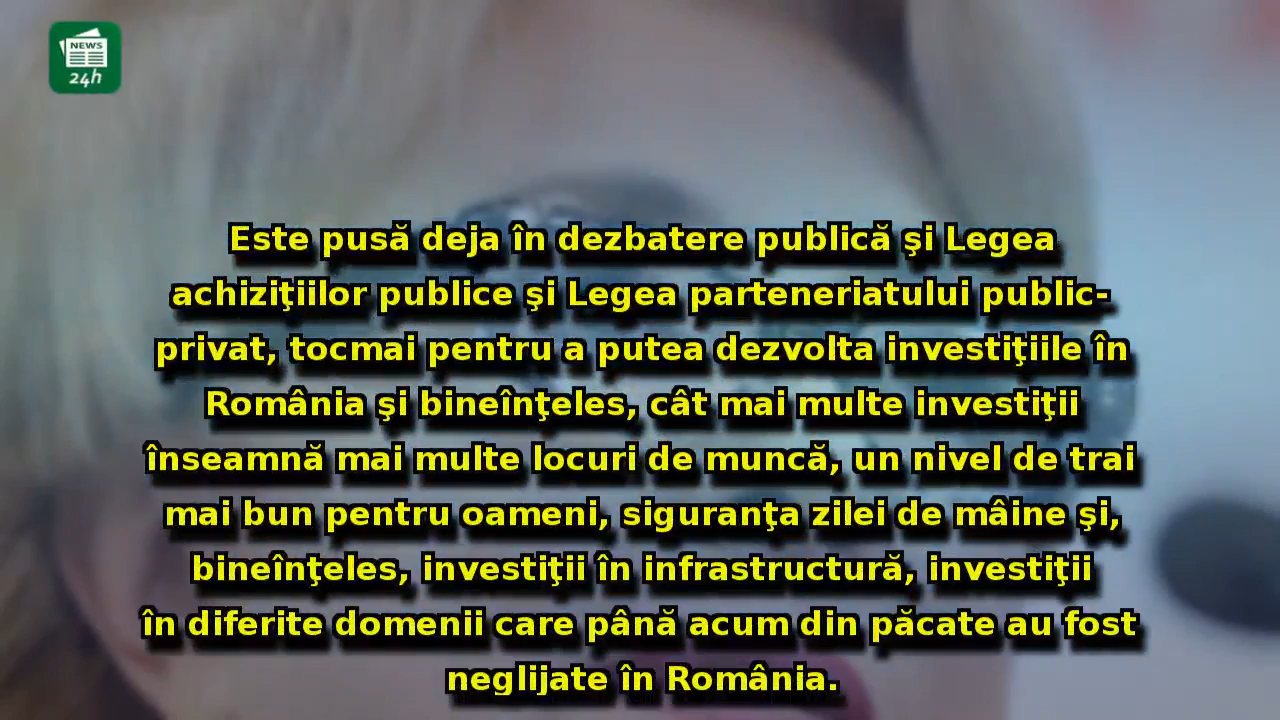 NEWS
24h
Este pusă deja în dezbatere publică şi Legea
achiziţiilor publice şi Legea parteneriatului public-
privat, tocmai pentru a putea dezvolta investiţiile în
România şi bineînţeles, cât mai multe investiţii
înseamnă mai multe locuri de muncă, un nivel de trai
mai bun pentru oameni, siguranţa zilei de mâine şi,
bineînţeles, investiţii în infrastructură, investiţii
în diferite domenii care până acum din păcate au fost
neglijate în România.